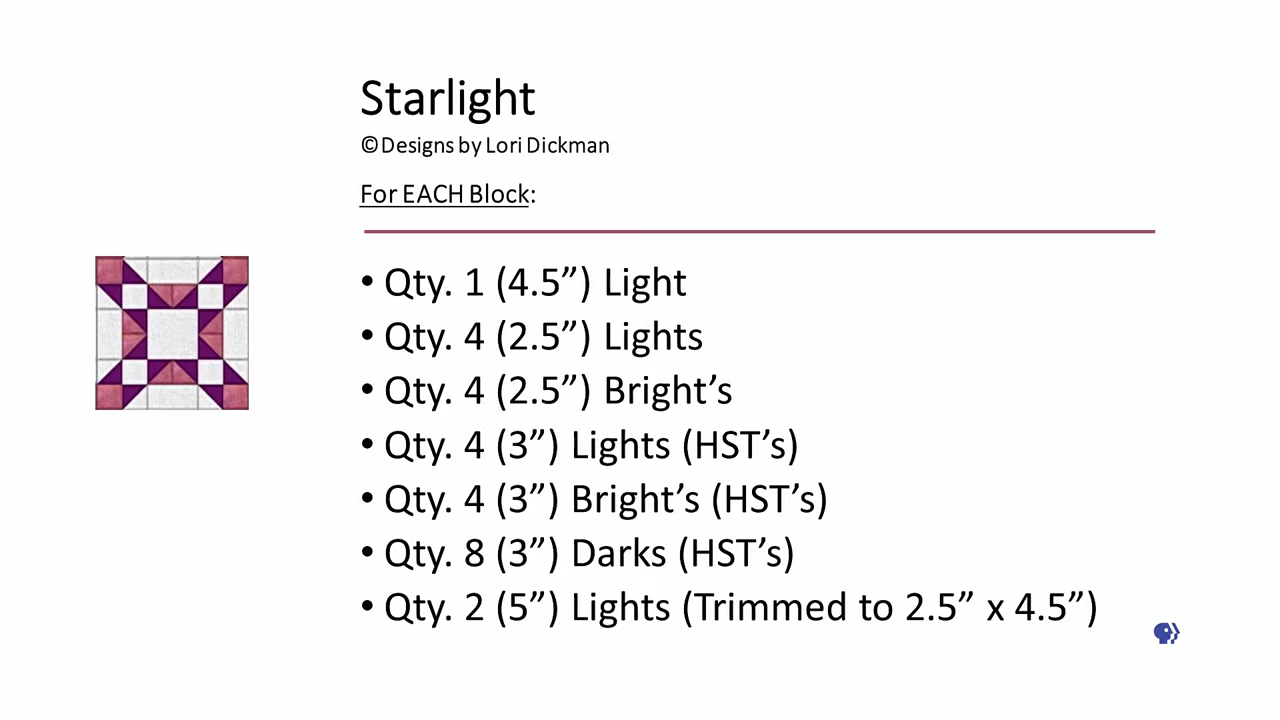 Starlight
©Designs by Lori Dickman
For EACH Block:
• Qty. 1 (4.5”) Light
• Qty. 4 (2.5”) Lights
• Qty. 4 (2.5”) Bright’s
• Qty. 4 (3”) Lights (HST’s)
• Qty. 4 (3”) Bright’s (HST’s)
• Qty. 8 (3”) Darks (HST’s)
• Qty. 2 (5”) Lights (Trimmed to 2.5” x 4.5”)